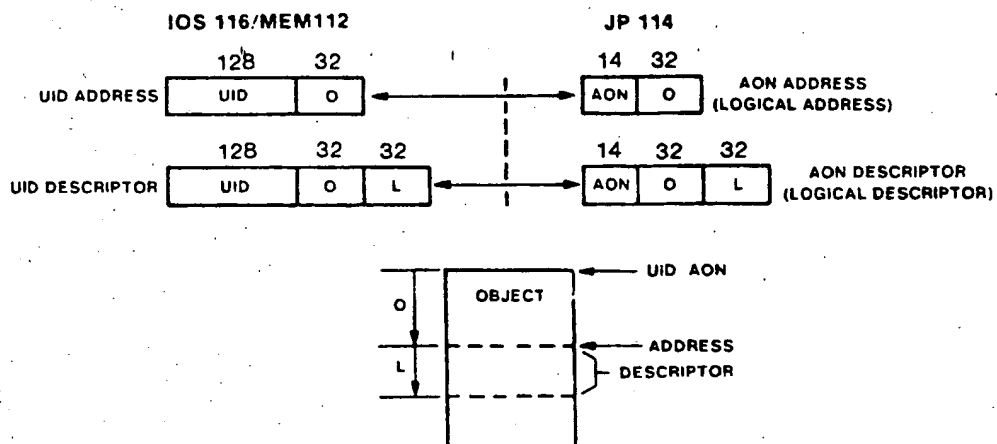 IOS 116/MEM112 JP 114
128 32 14 32
UID ADDRESS UID O AON O AON ADDRESS
(LOGICAL ADDRESS)
128 32 32 14 32 32
UID DESCRIPTOR UID O L AON O L AON DESCRIPTOR
(LOGICAL DESCRIPTOR)
UID AON
OBJECT
O
ADDRESS
L
DESCRIPTOR